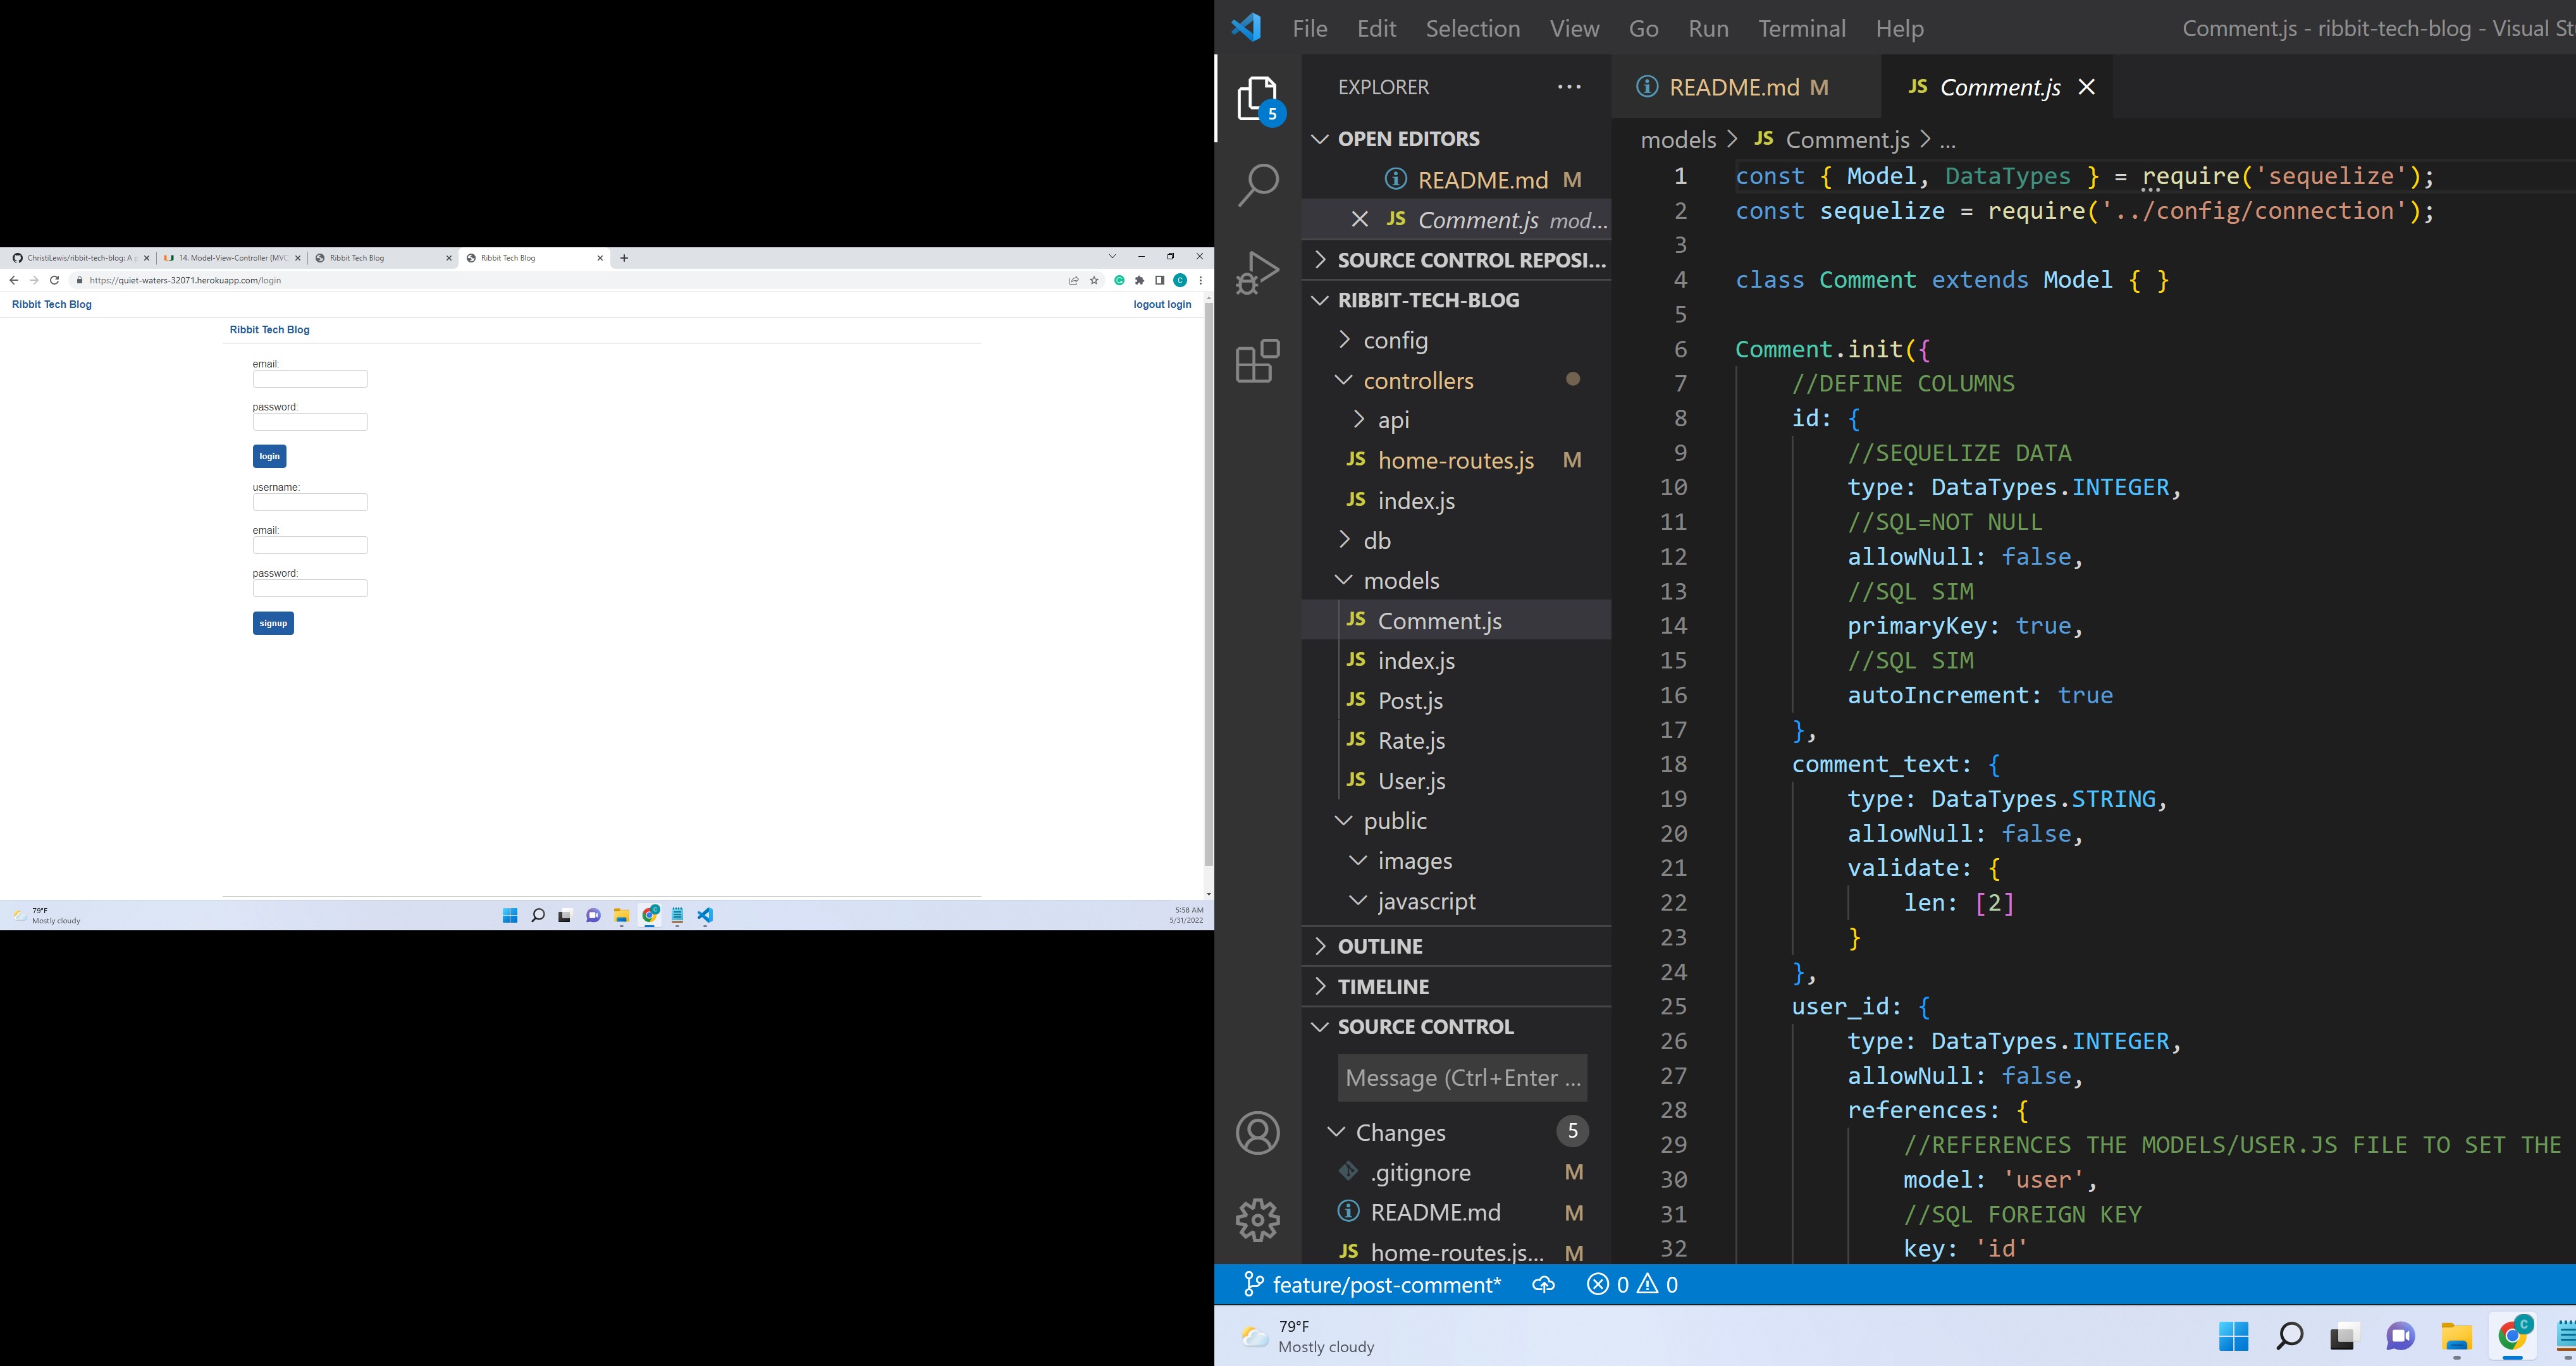 ChristiLewis/ribbit-tech-blog: A
14. Model-View-Controller (MVC
Ribbit Tech Blog
Ribbit Tech Blog
https://quiet-waters-32071.herokuapp.com/login
Ribbit Tech Blog
logout login
Ribbit Tech Blog
email:
password:
login
username:
email:
password:
signup
79°F
Mostly cloudy
5:58 AM
5/31/2022
File Edit Selection View Go Run Terminal Help
Comment.js - ribbit-tech-blog - Visual St
5
EXPLORER ...
OPEN EDITORS
README.md M
JS Comment.js mod...
SOURCE CONTROL REPOSI...
RIBBIT-TECH-BLOG
config
controllers
api
JS home-routes.js M
JS index.js
db
models
JS Comment.js
JS index.js
JS Post.js
JS Rate.js
JS User.js
public
images
javascript
OUTLINE
TIMELINE
SOURCE CONTROL
Message (Ctrl+Enter ...
Changes 5
.gitignore M
README.md M
JS home-routes.js... M
README.md M
JS Comment.js
models > JS Comment.js > ...
1 const { Model, DataTypes } = require('sequelize');
2 const sequelize = require('../config/connection');
3
4 class Comment extends Model { }
5
6 Comment.init({
7 //DEFINE COLUMNS
8 id: {
9 //SEQUELIZE DATA
10 type: DataTypes.INTEGER,
11 //SQL=NOT NULL
12 allowNull: false,
13 //SQL SIM
14 primaryKey: true,
15 //SQL SIM
16 autoIncrement: true
17 },
18 comment_text: {
19 type: DataTypes.STRING,
20 allowNull: false,
21 validate: {
22 len: [2]
23 }
24 },
25 user_id: {
26 type: DataTypes.INTEGER,
27 allowNull: false,
28 references: {
29 //REFERENCES THE MODELS/USER.JS FILE TO SET THE
30 model: 'user',
31 //SQL FOREIGN KEY
32 key: 'id'
feature/post-comment* 0 0
79°F
Mostly cloudy